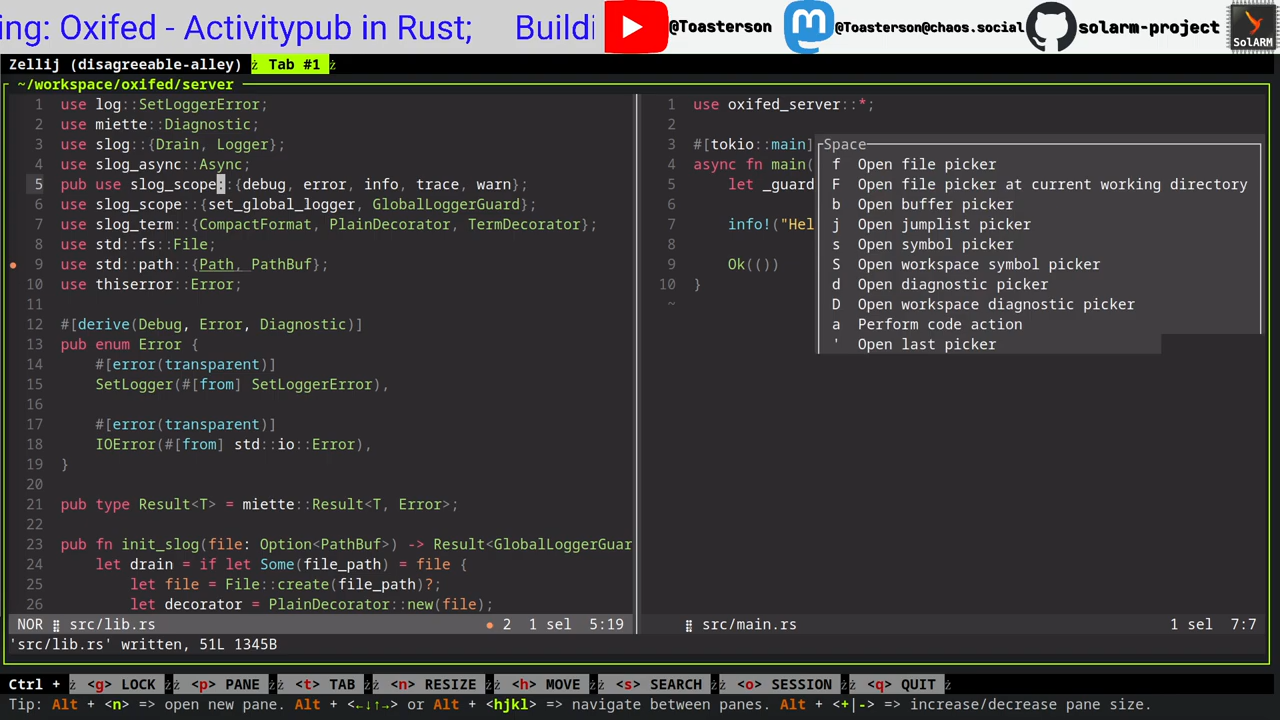 ing: Oxifed - Activitypub in Rust;     Buildi
@Toasterson
@Toasterson@chaos.social
solarm-project
SolARM
Zellij (disagreeable-alley)  Tab #1
~/workspace/oxifed/server
1 use log::SetLoggerError;
2 use miette::Diagnostic;
3 use slog::{Drain, Logger};
4 use slog_async::Async;
5 pub use slog_scope::{debug, error, info, trace, warn};
6 use slog_scope::{set_global_logger, GlobalLoggerGuard};
7 use slog_term::{CompactFormat, PlainDecorator, TermDecorator};
8 use std::fs::File;
● 9 use std::path::{Path, PathBuf};
10 use thiserror::Error;
11
12 #[derive(Debug, Error, Diagnostic)]
13 pub enum Error {
14     #[error(transparent)]
15     SetLogger(#[from] SetLoggerError),
16
17     #[error(transparent)]
18     IOError(#[from] std::io::Error),
19 }
20
21 pub type Result<T> = miette::Result<T, Error>;
22
23 pub fn init_slog(file: Option<PathBuf>) -> Result<GlobalLoggerGuar
24     let drain = if let Some(file_path) = file {
25         let file = File::create(file_path)?;
26         let decorator = PlainDecorator::new(file);
NOR ⣾ src/lib.rs ● 2 1 sel 5:19
1 use oxifed_server::*;
2
3 #[tokio::main]
4 async fn main(
5     let _guard
6
7     info!("Hel
8
9     Ok(())
10 }
~
Space
f Open file picker
F Open file picker at current working directory
b Open buffer picker
j Open jumplist picker
s Open symbol picker
S Open workspace symbol picker
d Open diagnostic picker
D Open workspace diagnostic picker
a Perform code action
' Open last picker
⣾ src/main.rs 1 sel 7:7
'src/lib.rs' written, 51L 1345B
Ctrl + <g> LOCK <p> PANE <t> TAB <n> RESIZE <h> MOVE <s> SEARCH <o> SESSION <q> QUIT
Tip: Alt + <n> => open new pane. Alt + <←↓↑→> or Alt + <hjkl> => navigate between panes. Alt + <+|-> => increase/decrease pane size.